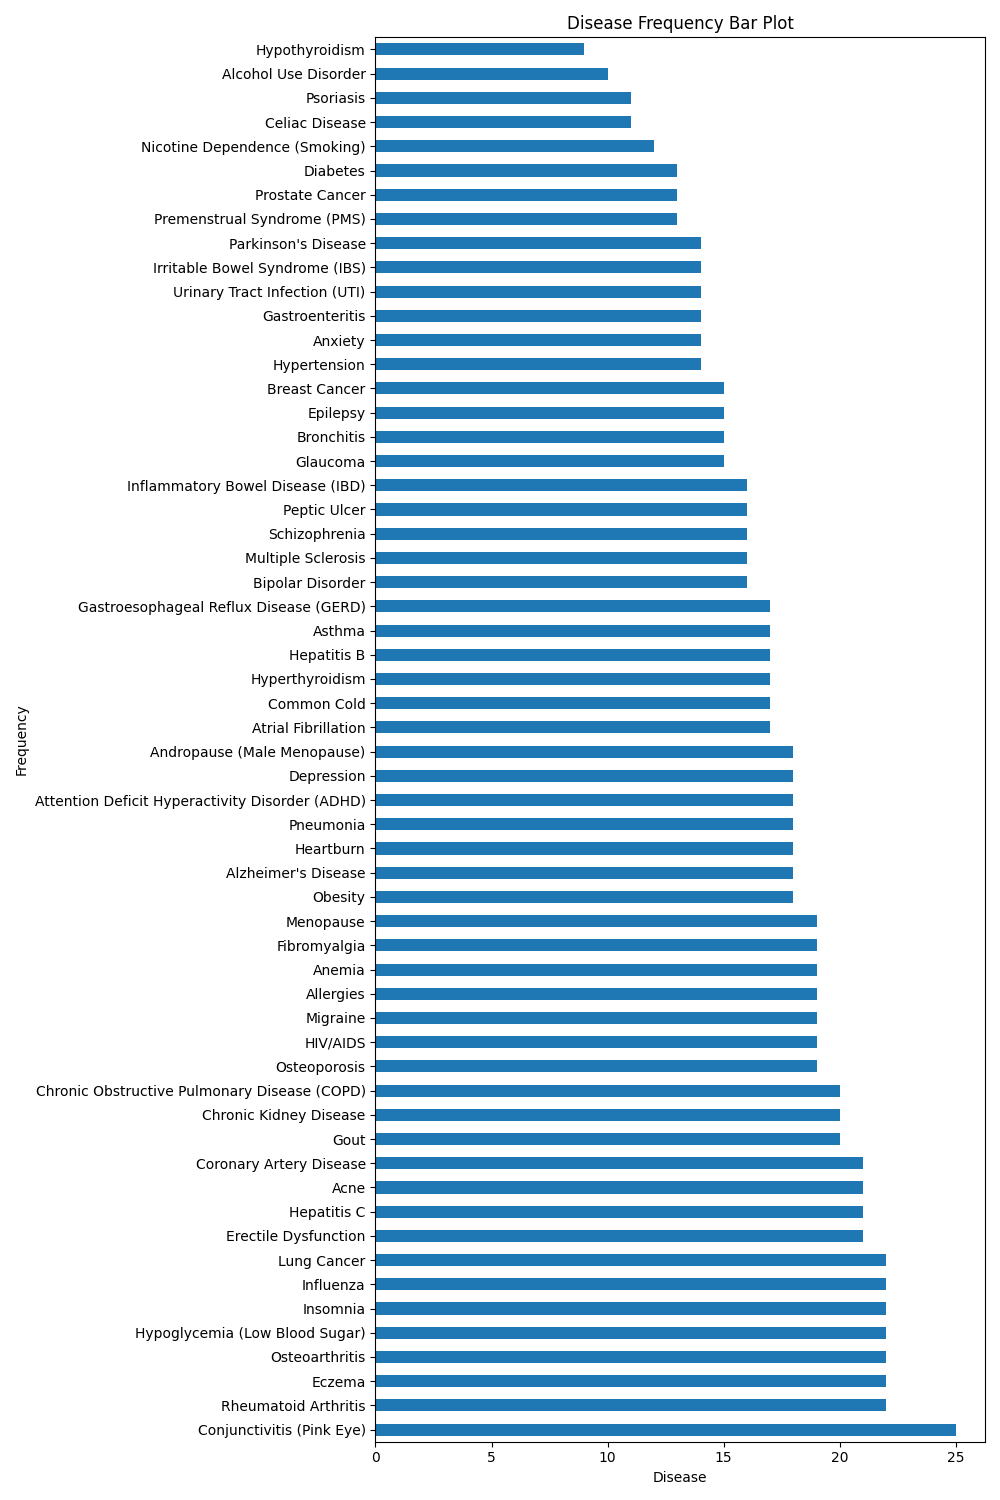 Disease Frequency Bar Plot
Hypothyroidism
Alcohol Use Disorder
Psoriasis
Celiac Disease
Nicotine Dependence (Smoking)
Diabetes
Prostate Cancer
Premenstrual Syndrome (PMS)
Parkinson's Disease
Irritable Bowel Syndrome (IBS)
Urinary Tract Infection (UTI)
Gastroenteritis
Anxiety
Hypertension
Breast Cancer
Epilepsy
Bronchitis
Glaucoma
Inflammatory Bowel Disease (IBD)
Peptic Ulcer
Schizophrenia
Multiple Sclerosis
Bipolar Disorder
Gastroesophageal Reflux Disease (GERD)
Asthma
Hepatitis B
Hyperthyroidism
Common Cold
Atrial Fibrillation
Andropause (Male Menopause)
Depression
Attention Deficit Hyperactivity Disorder (ADHD)
Pneumonia
Heartburn
Alzheimer's Disease
Obesity
Menopause
Fibromyalgia
Anemia
Allergies
Migraine
HIV/AIDS
Osteoporosis
Chronic Obstructive Pulmonary Disease (COPD)
Chronic Kidney Disease
Gout
Coronary Artery Disease
Acne
Hepatitis C
Erectile Dysfunction
Lung Cancer
Influenza
Insomnia
Hypoglycemia (Low Blood Sugar)
Osteoarthritis
Eczema
Rheumatoid Arthritis
Conjunctivitis (Pink Eye)
Frequency
0 5 10 15 20 25
Disease